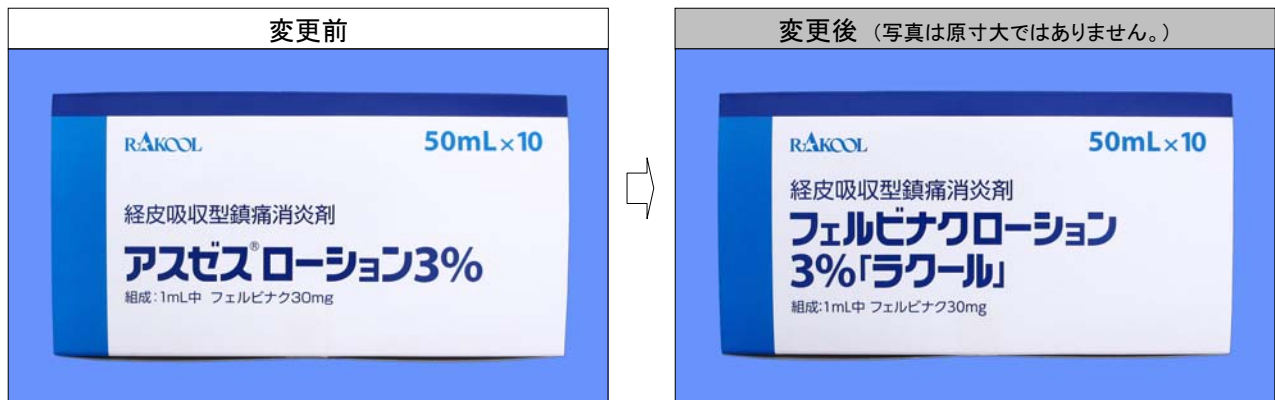 変更前
RAKOOL
50mL×10
経皮吸収型鎮痛消炎剤
アスゼス®ローション3%
組成:1mL中 フェルビナク30mg
変更後 (写真は原寸大ではありません。)
RAKOOL
50mL×10
経皮吸収型鎮痛消炎剤
フェルビナクローション
3%「ラクール」
組成:1mL中 フェルビナク30mg